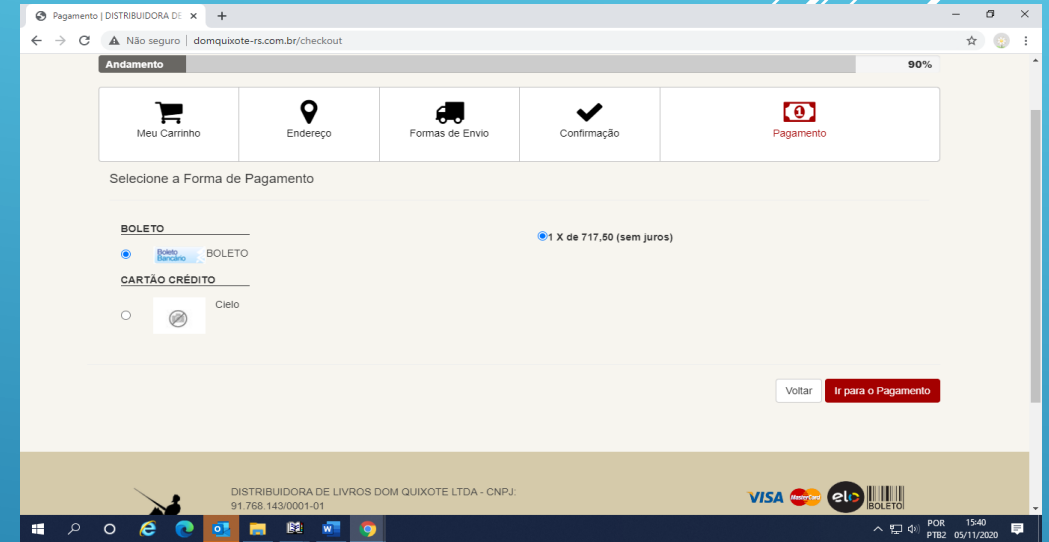 Pagamento | DISTRIBUIDORA DE
Não seguro | domquixote-rs.com.br/checkout
Andamento 90%
Meu Carrinho Endereço Formas de Envio Confirmação Pagamento
Selecione a Forma de Pagamento
BOLETO
Boleto Bancário BOLETO 1 X de 717,50 (sem juros)
CARTÃO CRÉDITO
Cielo
Voltar Ir para o Pagamento
DISTRIBUIDORA DE LIVROS DOM QUIXOTE LTDA - CNPJ:
91.768.143/0001-01
VISA MasterCard elo BOLETO
POR 15:40
PTB2 05/11/2020